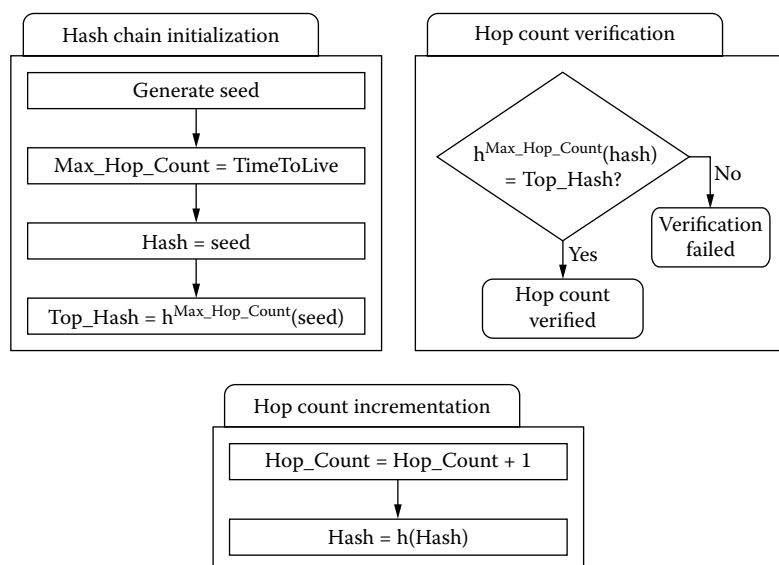 Hash chain initialization
Generate seed
Max_Hop_Count = TimeToLive
Hash = seed
Top_Hash = h^Max_Hop_Count(seed)
Hop count verification
h^Max_Hop_Count(hash)
= Top_Hash?
No
Verification
failed
Yes
Hop count
verified
Hop count incrementation
Hop_Count = Hop_Count + 1
Hash = h(Hash)